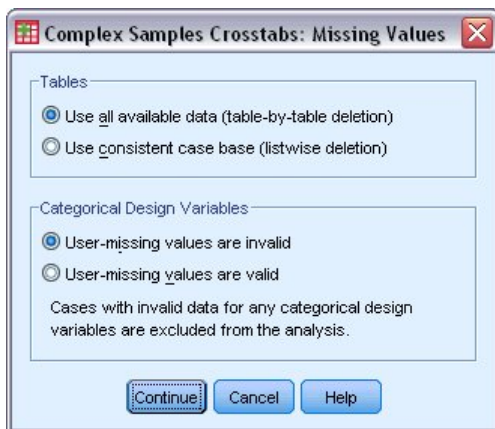 Complex Samples Crosstabs: Missing Values
Tables
Use all available data (table-by-table deletion)
Use consistent case base (listwise deletion)
Categorical Design Variables
User-missing values are invalid
User-missing values are valid
Cases with invalid data for any categorical design
variables are excluded from the analysis.
Continue Cancel Help